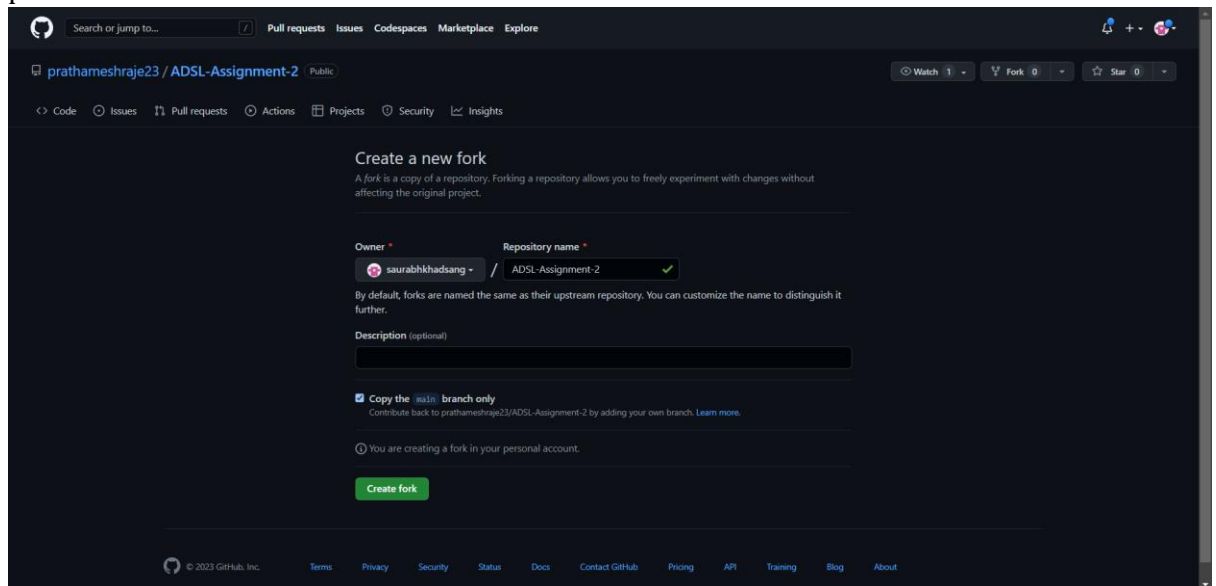 Search or jump to... / Pull requests Issues Codespaces Marketplace Explore
prathameshraje23 / ADSL-Assignment-2 Public Watch 1 Fork 0 Star 0
<> Code Issues Pull requests Actions Projects Security Insights
Create a new fork
A fork is a copy of a repository. Forking a repository allows you to freely experiment with changes without
affecting the original project.
Owner * Repository name *
saurabhkhadsang / ADSL-Assignment-2
By default, forks are named the same as their upstream repository. You can customize the name to distinguish it
further.
Description (optional)
Copy the main branch only
Contribute back to prathameshraje23/ADSL-Assignment-2 by adding your own branch. Learn more.
You are creating a fork in your personal account.
Create fork
© 2023 GitHub, Inc. Terms Privacy Security Status Docs Contact GitHub Pricing API Training Blog About